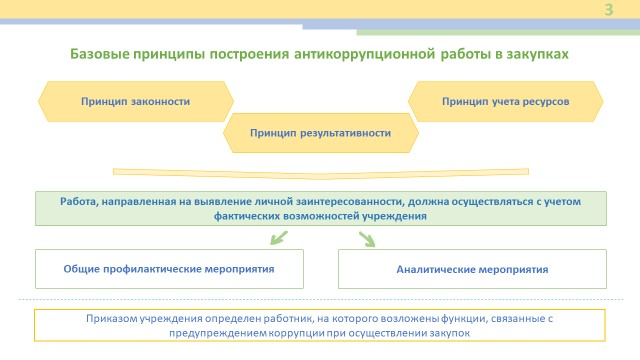 3
Базовые принципы построения антикоррупционной работы в закупках
Принцип законности
Принцип учета ресурсов
Принцип результативности
Работа, направленная на выявление личной заинтересованности, должна осуществляться с учетом
фактических возможностей учреждения
Общие профилактические мероприятия
Аналитические мероприятия
Приказом учреждения определен работник, на которого возложены функции, связанные с
предупреждением коррупции при осуществлении закупок